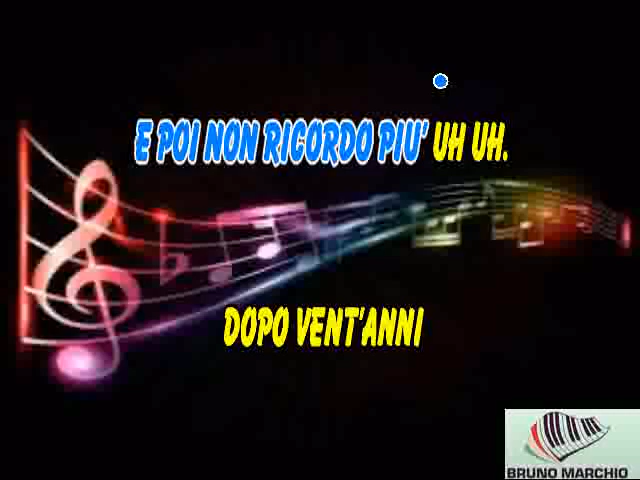 E POI NON RICORDO PIU' UH UH.
DOPO VENT'ANNI
BRUNO MARCHIO